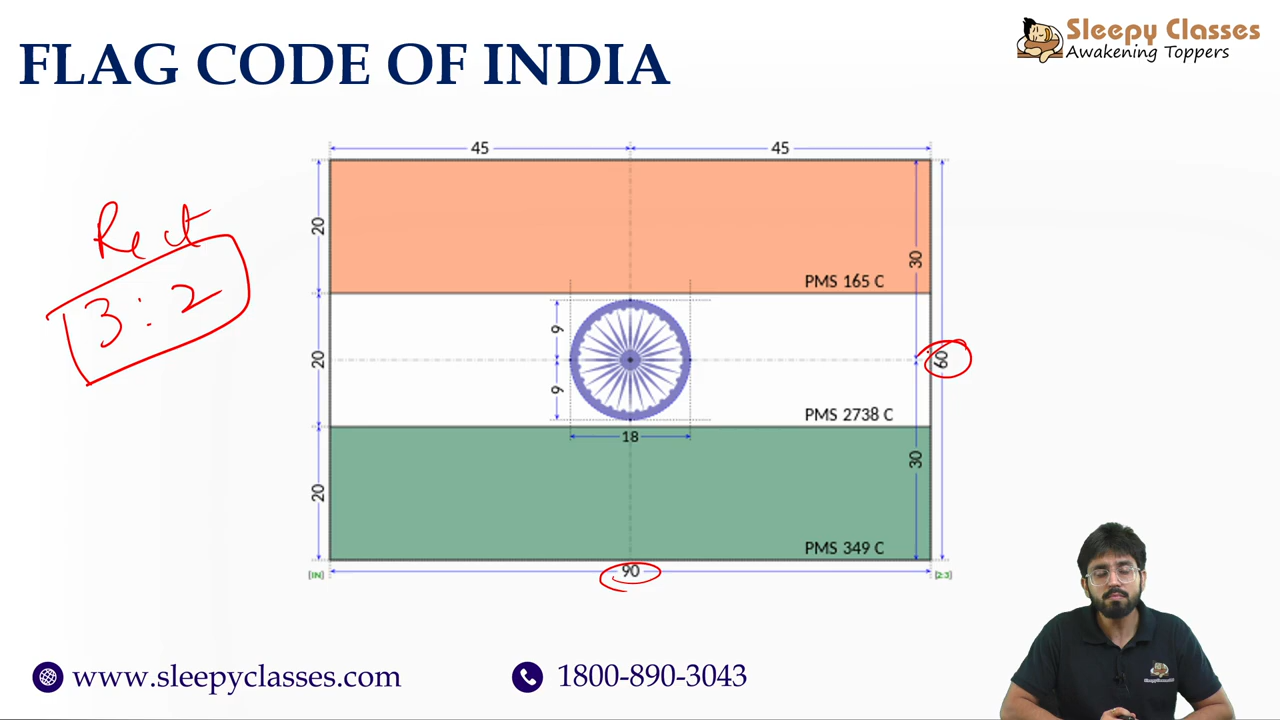 FLAG CODE OF INDIA
Sleepy Classes
Awakening Toppers
45
45
20
Rect
3:2
30
PMS 165 C
9
20
60
9
PMS 2738 C
18
30
20
PMS 349 C
[IN]
90
[2:3]
www.sleepyclasses.com
1800-890-3043